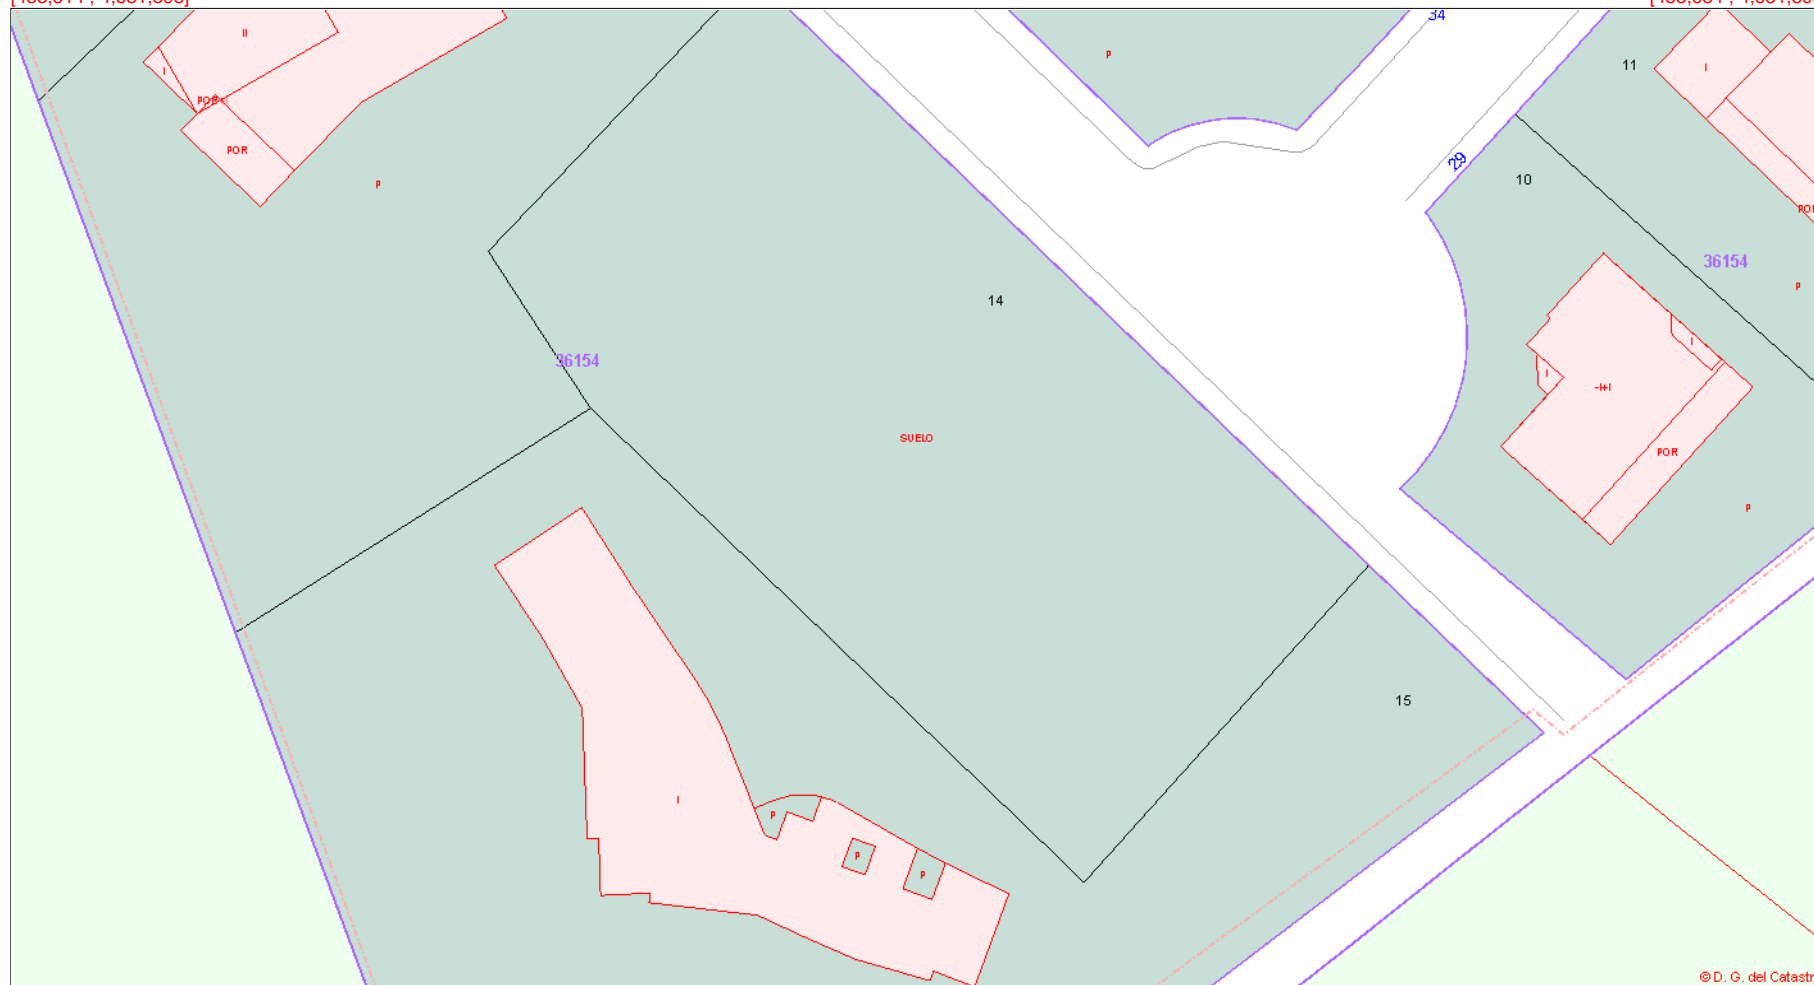 34
II
P
11
I
I
POR
29
10
P
POR
36154
P
14
I
36154
I
-I+I
SUELO
POR
P
15
I
P
P
P
© D. G. del Catastr